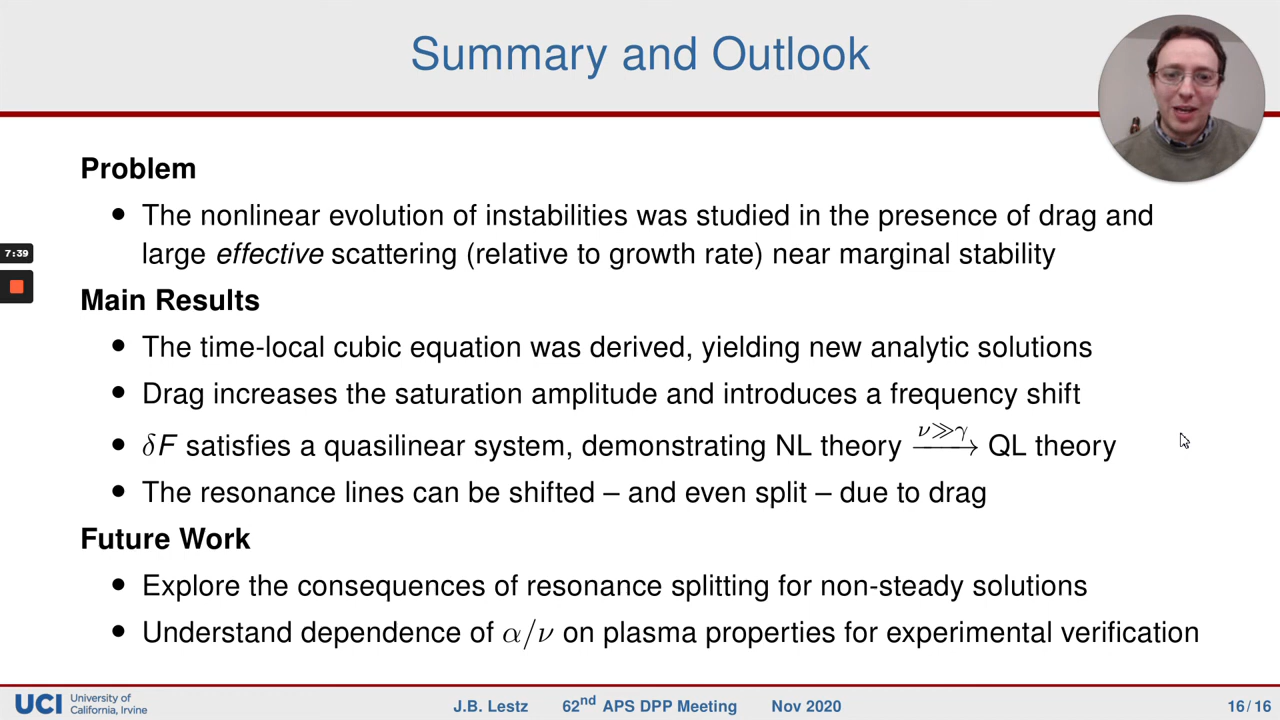 Summary and Outlook
Problem
• The nonlinear evolution of instabilities was studied in the presence of drag and
large effective scattering (relative to growth rate) near marginal stability
7:39
Main Results
• The time-local cubic equation was derived, yielding new analytic solutions
• Drag increases the saturation amplitude and introduces a frequency shift
• δF satisfies a quasilinear system, demonstrating NL theory ν≫γ⟶ QL theory
• The resonance lines can be shifted – and even split – due to drag
Future Work
• Explore the consequences of resonance splitting for non-steady solutions
• Understand dependence of α/ν on plasma properties for experimental verification
UCI University of
California, Irvine
J.B. Lestz 62nd APS DPP Meeting Nov 2020 16/16